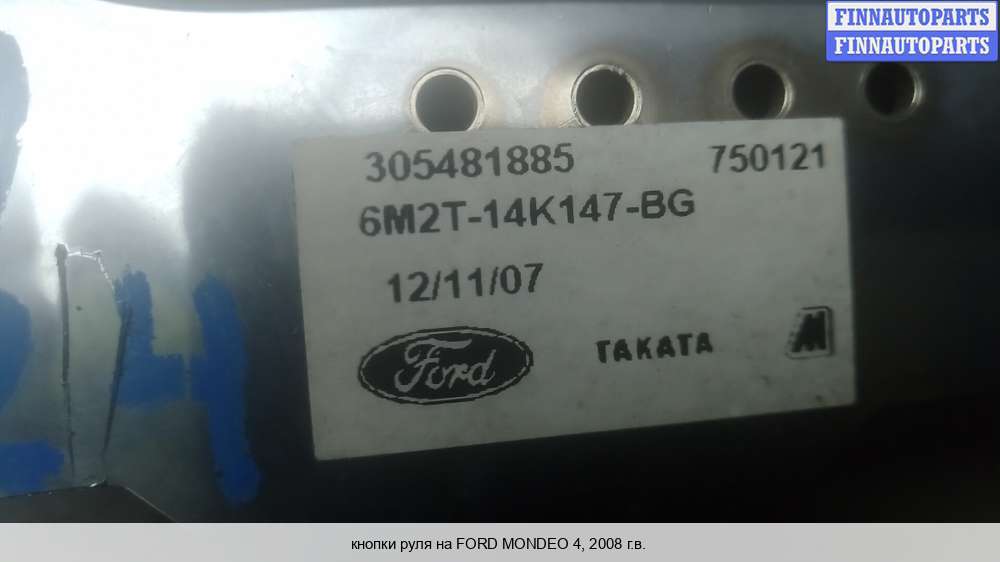 FINNAUTOPARTS
FINNAUTOPARTS
305481885 750121
6M2T-14K147-BG
12/11/07
Ford TAKATA M
кнопки руля на FORD MONDEO 4, 2008 г.в.